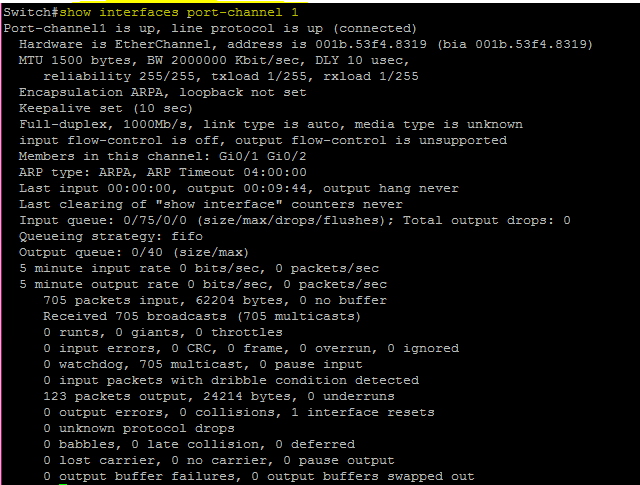 Switch#show interfaces port-channel 1
Port-channel1 is up, line protocol is up (connected)
Hardware is EtherChannel, address is 001b.53f4.8319 (bia 001b.53f4.8319)
MTU 1500 bytes, BW 2000000 Kbit/sec, DLY 10 usec,
reliability 255/255, txload 1/255, rxload 1/255
Encapsulation ARPA, loopback not set
Keepalive set (10 sec)
Full-duplex, 1000Mb/s, link type is auto, media type is unknown
input flow-control is off, output flow-control is unsupported
Members in this channel: Gi0/1 Gi0/2
ARP type: ARPA, ARP Timeout 04:00:00
Last input 00:00:00, output 00:09:44, output hang never
Last clearing of "show interface" counters never
Input queue: 0/75/0/0 (size/max/drops/flushes); Total output drops: 0
Queueing strategy: fifo
Output queue: 0/40 (size/max)
5 minute input rate 0 bits/sec, 0 packets/sec
5 minute output rate 0 bits/sec, 0 packets/sec
705 packets input, 62204 bytes, 0 no buffer
Received 705 broadcasts (705 multicasts)
0 runts, 0 giants, 0 throttles
0 input errors, 0 CRC, 0 frame, 0 overrun, 0 ignored
0 watchdog, 705 multicast, 0 pause input
0 input packets with dribble condition detected
123 packets output, 24214 bytes, 0 underruns
0 output errors, 0 collisions, 1 interface resets
0 unknown protocol drops
0 babbles, 0 late collision, 0 deferred
0 lost carrier, 0 no carrier, 0 pause output
0 output buffer failures, 0 output buffers swapped out